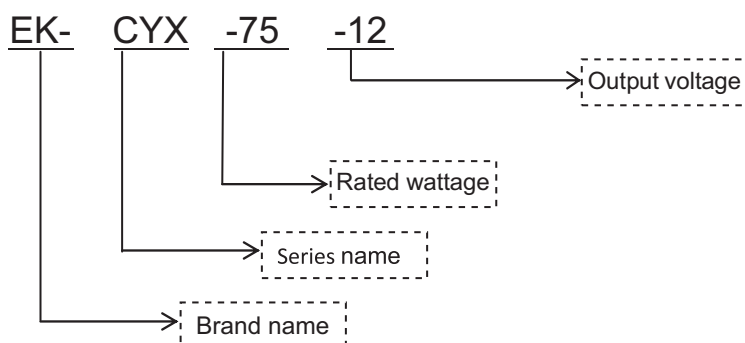 EK- CYX -75 -12
Output voltage
Rated wattage
Series name
Brand name